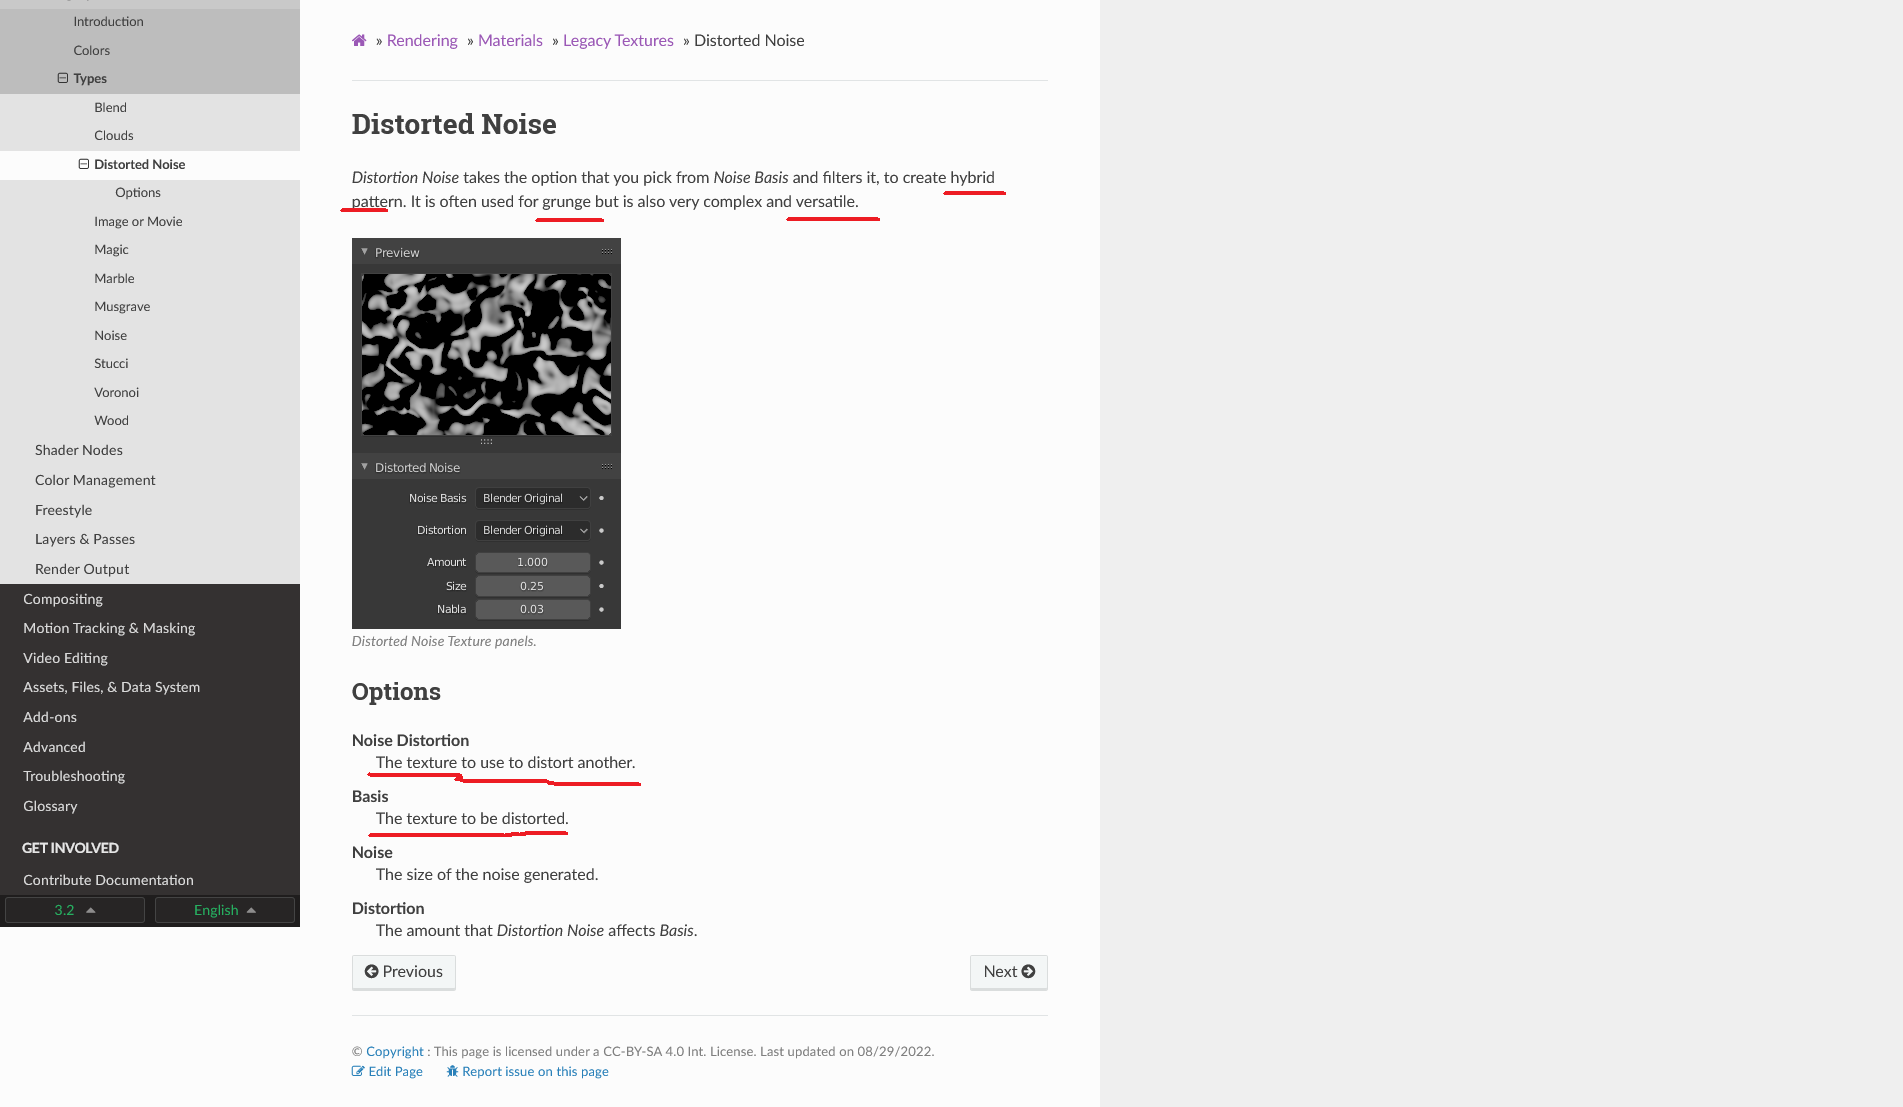 Introduction
Colors
Types
Blend
Clouds
Distorted Noise
Options
Image or Movie
Magic
Marble
Musgrave
Noise
Stucci
Voronoi
Wood
Shader Nodes
Color Management
Freestyle
Layers & Passes
Render Output
Compositing
Motion Tracking & Masking
Video Editing
Assets, Files, & Data System
Add-ons
Advanced
Troubleshooting
Glossary
GET INVOLVED
Contribute Documentation
3.2 English
» Rendering » Materials » Legacy Textures » Distorted Noise
Distorted Noise
Distortion Noise takes the option that you pick from Noise Basis and filters it, to create hybrid
pattern. It is often used for grunge but is also very complex and versatile.
Preview
Distorted Noise
Noise Basis Blender Original
Distortion Blender Original
Amount 1.000
Size 0.25
Nabla 0.03
Distorted Noise Texture panels.
Options
Noise Distortion
The texture to use to distort another.
Basis
The texture to be distorted.
Noise
The size of the noise generated.
Distortion
The amount that Distortion Noise affects Basis.
Previous Next
© Copyright : This page is licensed under a CC-BY-SA 4.0 Int. License. Last updated on 08/29/2022.
Edit Page Report issue on this page